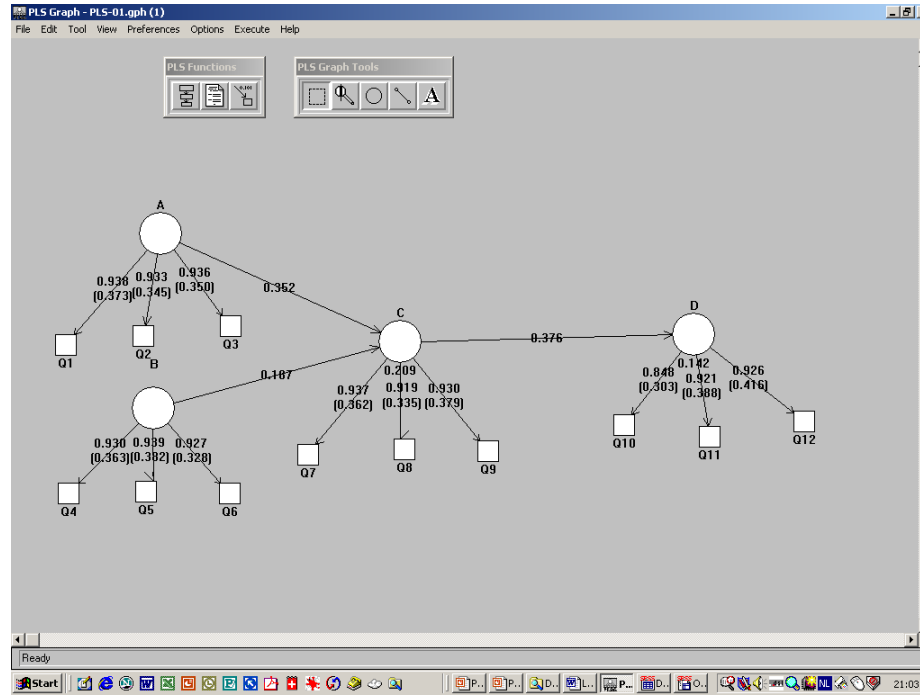 PLS Graph - PLS-01.gph (1)
File Edit Tool View Preferences Options Execute Help
PLS Functions
PLS Graph Tools
A
A
0.938
(0.373)
0.933
(0.345)
0.936
(0.350)
0.352
Q1
Q2
Q3
B
0.187
0.930
(0.363)
0.939
(0.382)
0.927
(0.328)
Q4
Q5
Q6
C
0.209
0.937
(0.362)
0.919
(0.335)
0.930
(0.379)
Q7
Q8
Q9
0.376
D
0.142
0.848
(0.303)
0.921
(0.388)
0.926
(0.416)
Q10
Q11
Q12
Ready
Start
P..
P..
D..
L..
P...
D..
O..
NL